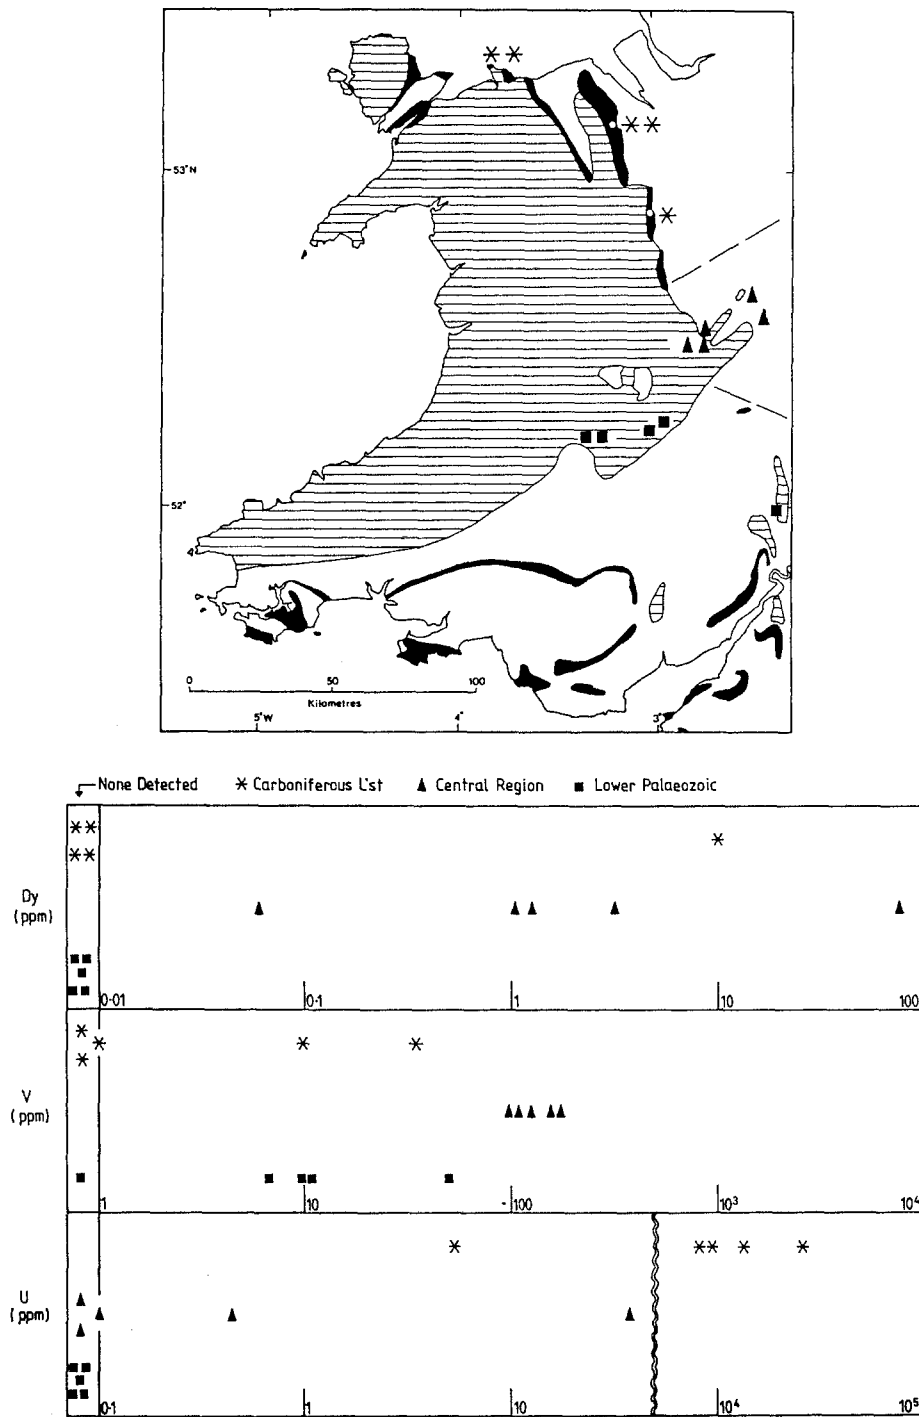 53°N
52°
0 50 100
Kilometres
5°W 4° 3°
None Detected Carboniferous L'st Central Region Lower Palaeozoic
Dy
(ppm)
0·01 0·1 1 10 100
V
(ppm)
1 10 100 10³ 10⁴
U
(ppm)
0·1 1 10 10⁴ 10⁵